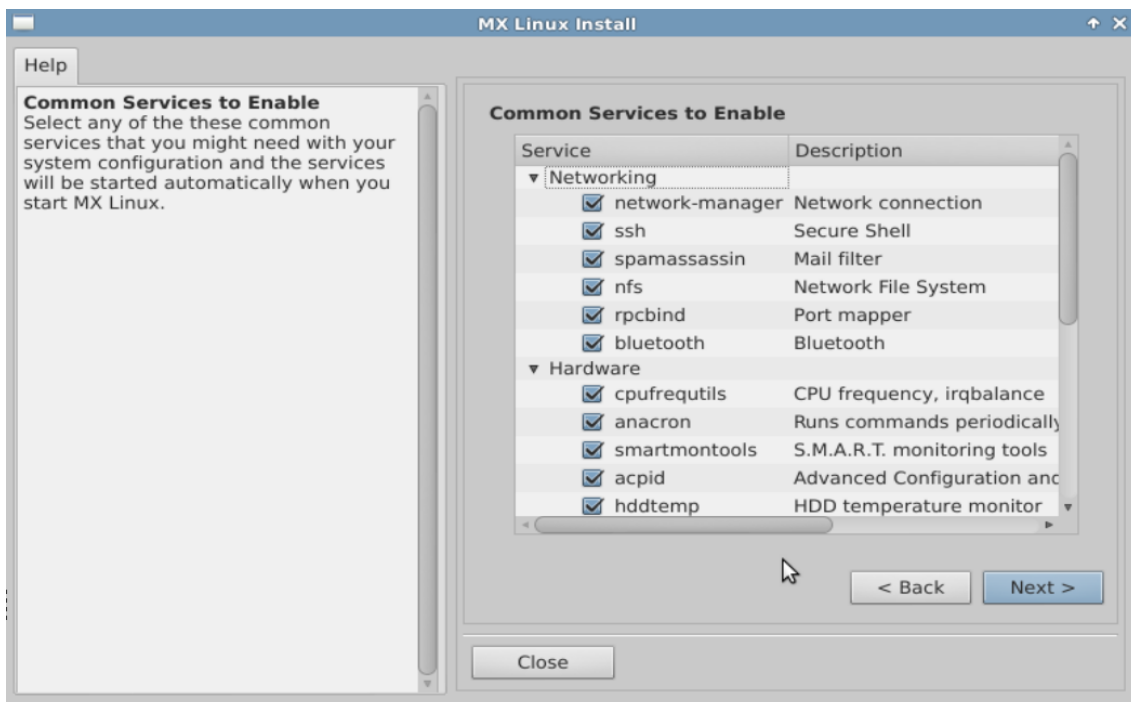 MX Linux Install
Help
Common Services to Enable
Select any of the these common
services that you might need with your
system configuration and the services
will be started automatically when you
start MX Linux.
Common Services to Enable
Service Description
Networking
network-manager Network connection
ssh Secure Shell
spamassassin Mail filter
nfs Network File System
rpcbind Port mapper
bluetooth Bluetooth
Hardware
cpufrequtils CPU frequency, irqbalance
anacron Runs commands periodically
smartmontools S.M.A.R.T. monitoring tools
acpid Advanced Configuration and
hddtemp HDD temperature monitor
< Back Next >
Close